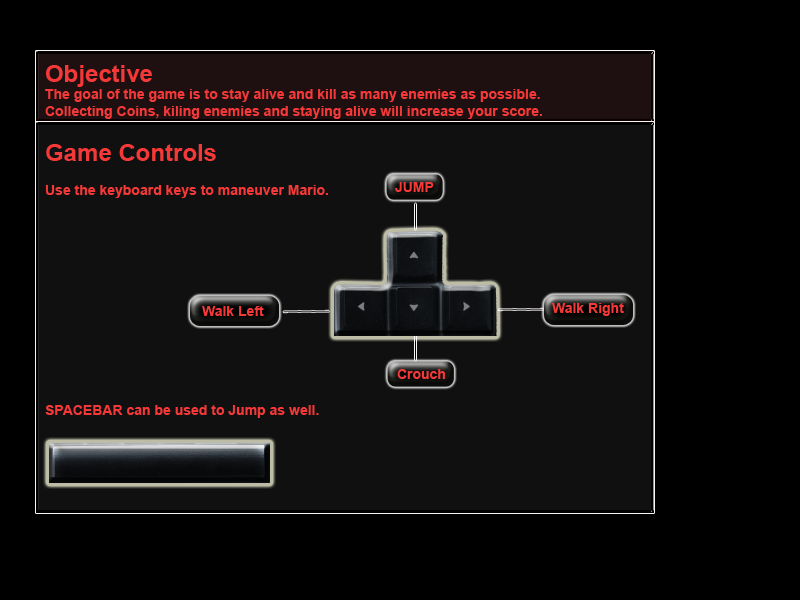 Objective
The goal of the game is to stay alive and kill as many enemies as possible.
Collecting Coins, kiling enemies and staying alive will increase your score.
Game Controls
Use the keyboard keys to maneuver Mario.
JUMP
Walk Left
Walk Right
Crouch
SPACEBAR can be used to Jump as well.